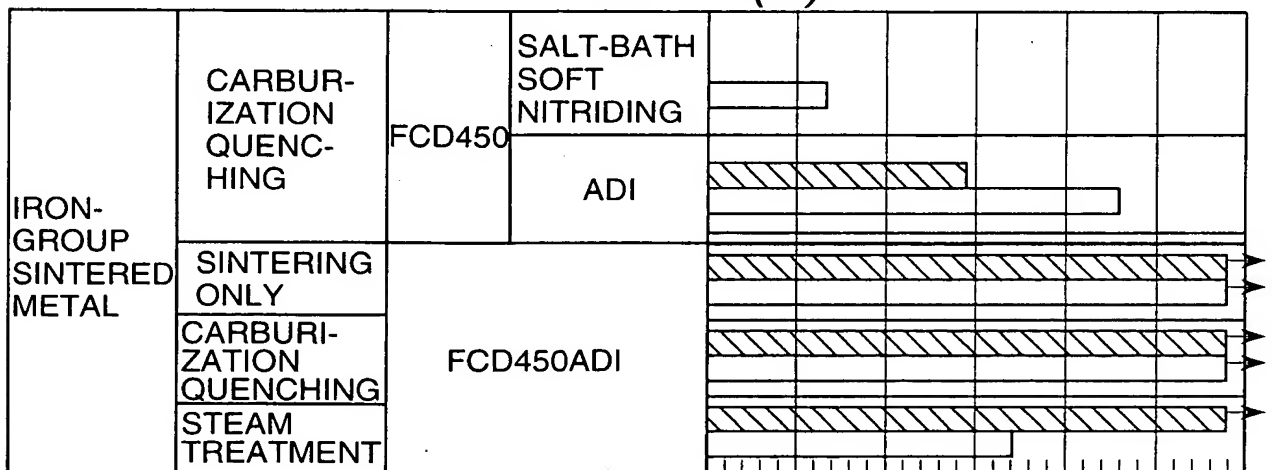 IRON-
GROUP
SINTERED
METAL
CARBUR-
IZATION
QUENC-
HING
FCD450
SALT-BATH
SOFT
NITRIDING
ADI
SINTERING
ONLY
CARBURI-
ZATION
QUENCHING
STEAM
TREATMENT
FCD450ADI